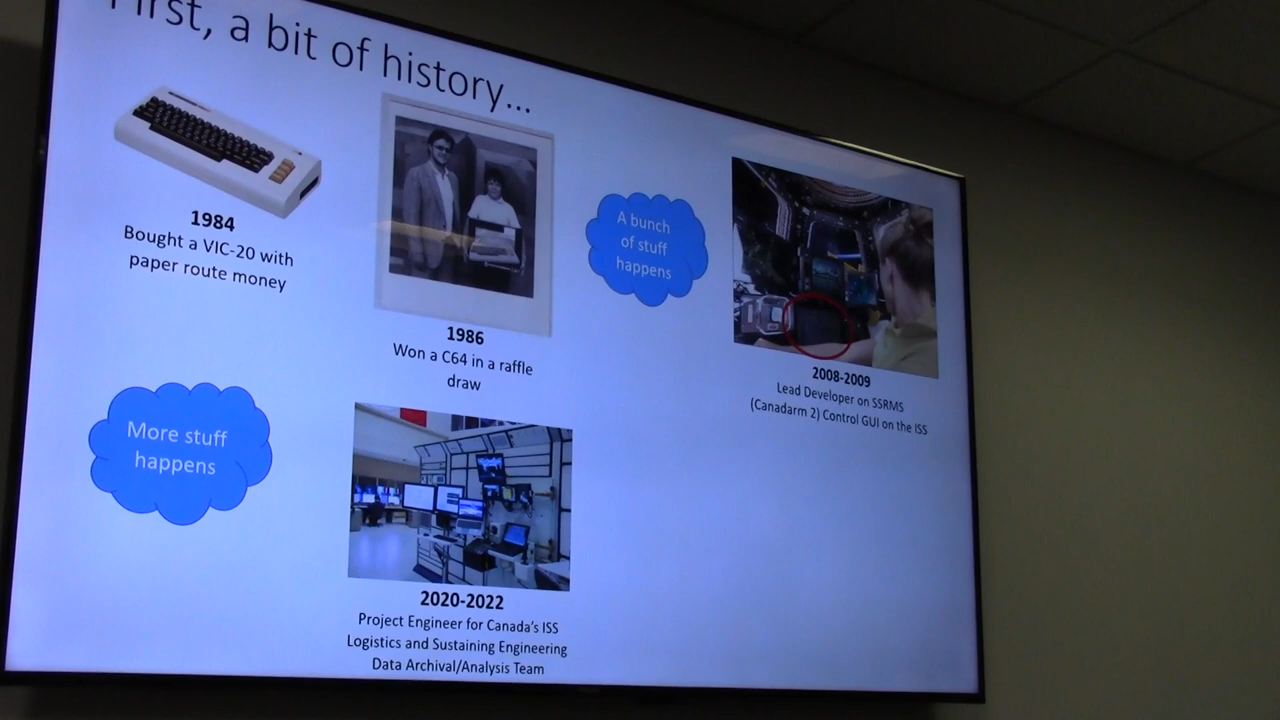 First, a bit of history...
1984
Bought a VIC-20 with
paper route money
1986
Won a C64 in a raffle
draw
A bunch
of stuff
happens
2008-2009
Lead Developer on SSRMS
(Canadarm 2) Control GUI on the ISS
More stuff
happens
2020-2022
Project Engineer for Canada's ISS
Logistics and Sustaining Engineering
Data Archival/Analysis Team